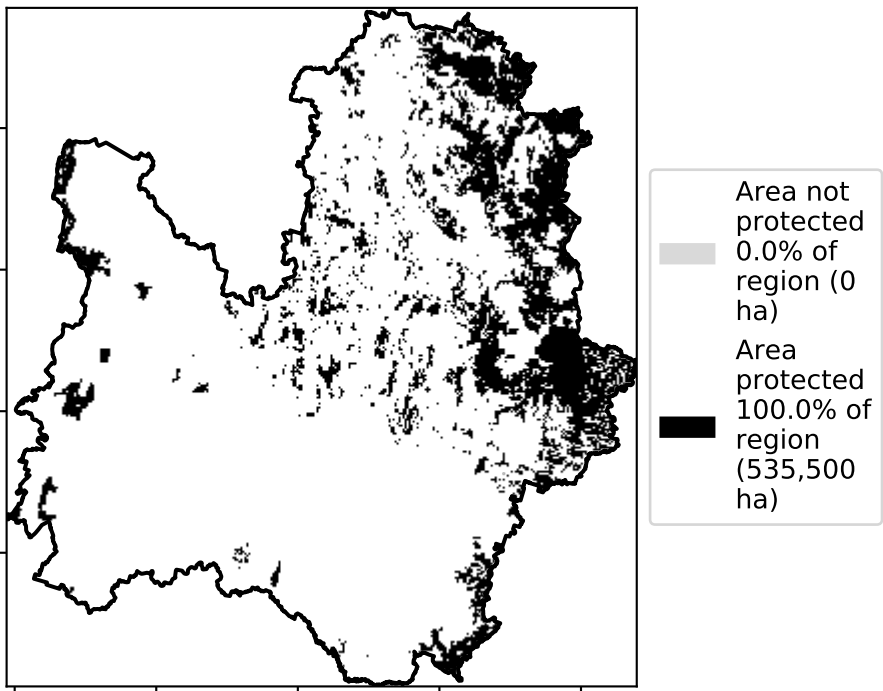 Area not
protected
0.0% of
region (0
ha)
Area
protected
100.0% of
region
(535,500
ha)